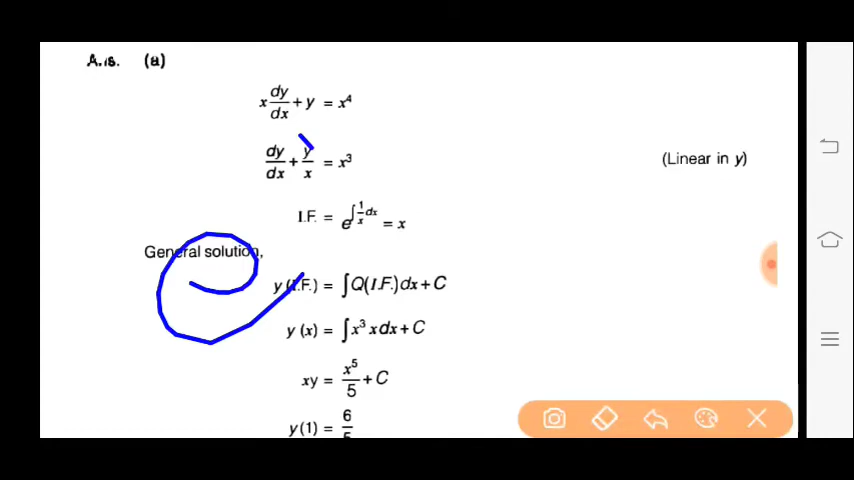 Ans. (a)
x dy/dx + y = x⁴
dy/dx + y/x = x³ (Linear in y)
I.F. = e^∫(1/x)dx = x
General solution,
y (I.F.) = ∫Q(I.F.)dx + C
y (x) = ∫x³ x dx + C
xy = x⁵/5 + C
y(1) = 6/5